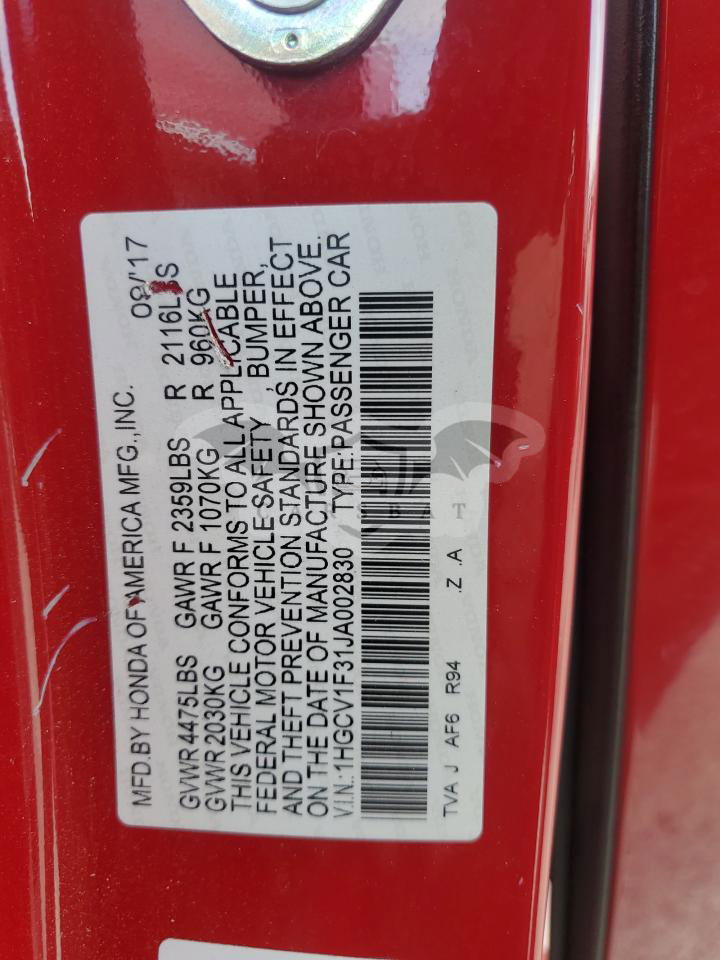 MFD.BY HONDA OF AMERICA MFG.,INC. 09/'17
GVWR 4475LBS GAWR F 2359LBS R 2116LBS
GVWR 2030KG GAWR F 1070KG R 960KG
THIS VEHICLE CONFORMS TO ALL APPLICABLE
FEDERAL MOTOR VEHICLE SAFETY, BUMPER,
AND THEFT PREVENTION STANDARDS IN EFFECT
ON THE DATE OF MANUFACTURE SHOWN ABOVE.
V.I.N.:1HGCV1F31JA002830 TYPE:PASSENGER CAR
TVA J AF6 R94 .Z .A H